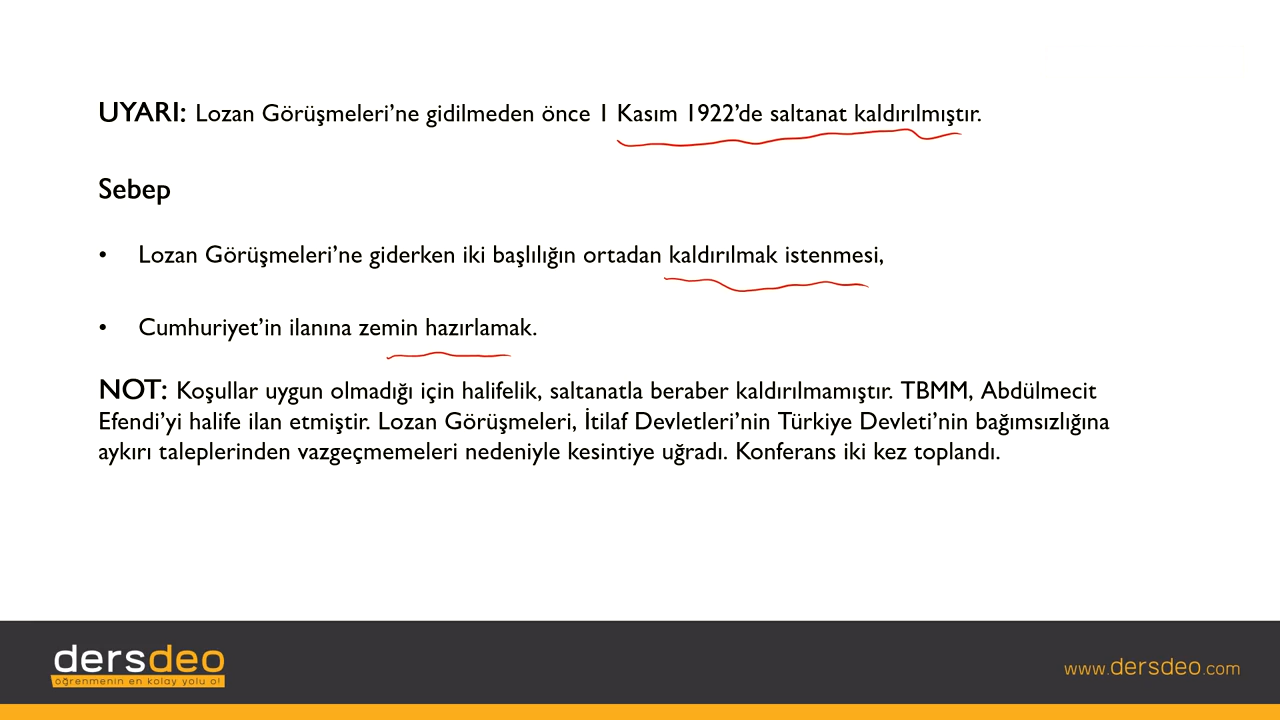 UYARI: Lozan Görüşmeleri’ne gidilmeden önce 1 Kasım 1922’de saltanat kaldırılmıştır.
Sebep
• Lozan Görüşmeleri’ne giderken iki başlılığın ortadan kaldırılmak istenmesi,
• Cumhuriyet’in ilanına zemin hazırlamak.
NOT: Koşullar uygun olmadığı için halifelik, saltanatla beraber kaldırılmamıştır. TBMM, Abdülmecit
Efendi’yi halife ilan etmiştir. Lozan Görüşmeleri, İtilaf Devletleri’nin Türkiye Devleti’nin bağımsızlığına
aykırı taleplerinden vazgeçmemeleri nedeniyle kesintiye uğradı. Konferans iki kez toplandı.
dersdeo
öğrenmenin en kolay yolu o!
www.dersdeo.com